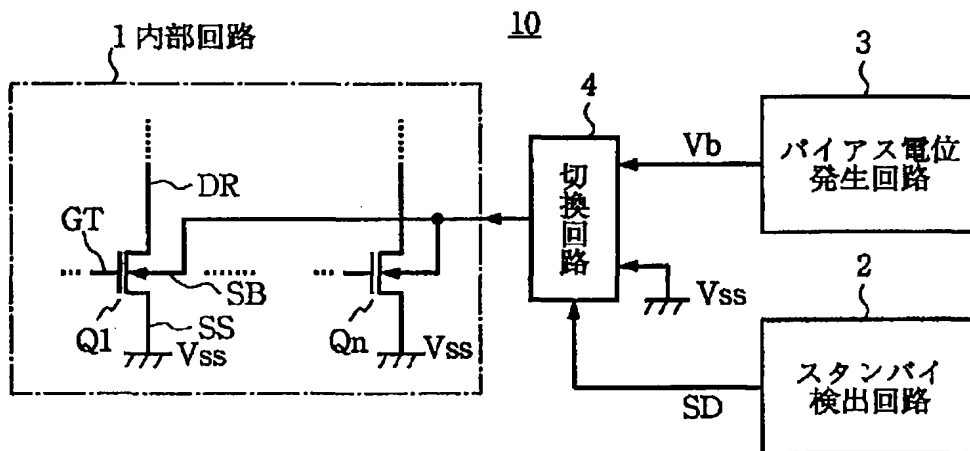 10
1 内部回路
DR
GT
SB
Q1
SS
Vss
Qn
Vss
4
切換回路
Vb
Vss
SD
3
バイアス電位
発生回路
2
スタンバイ
検出回路